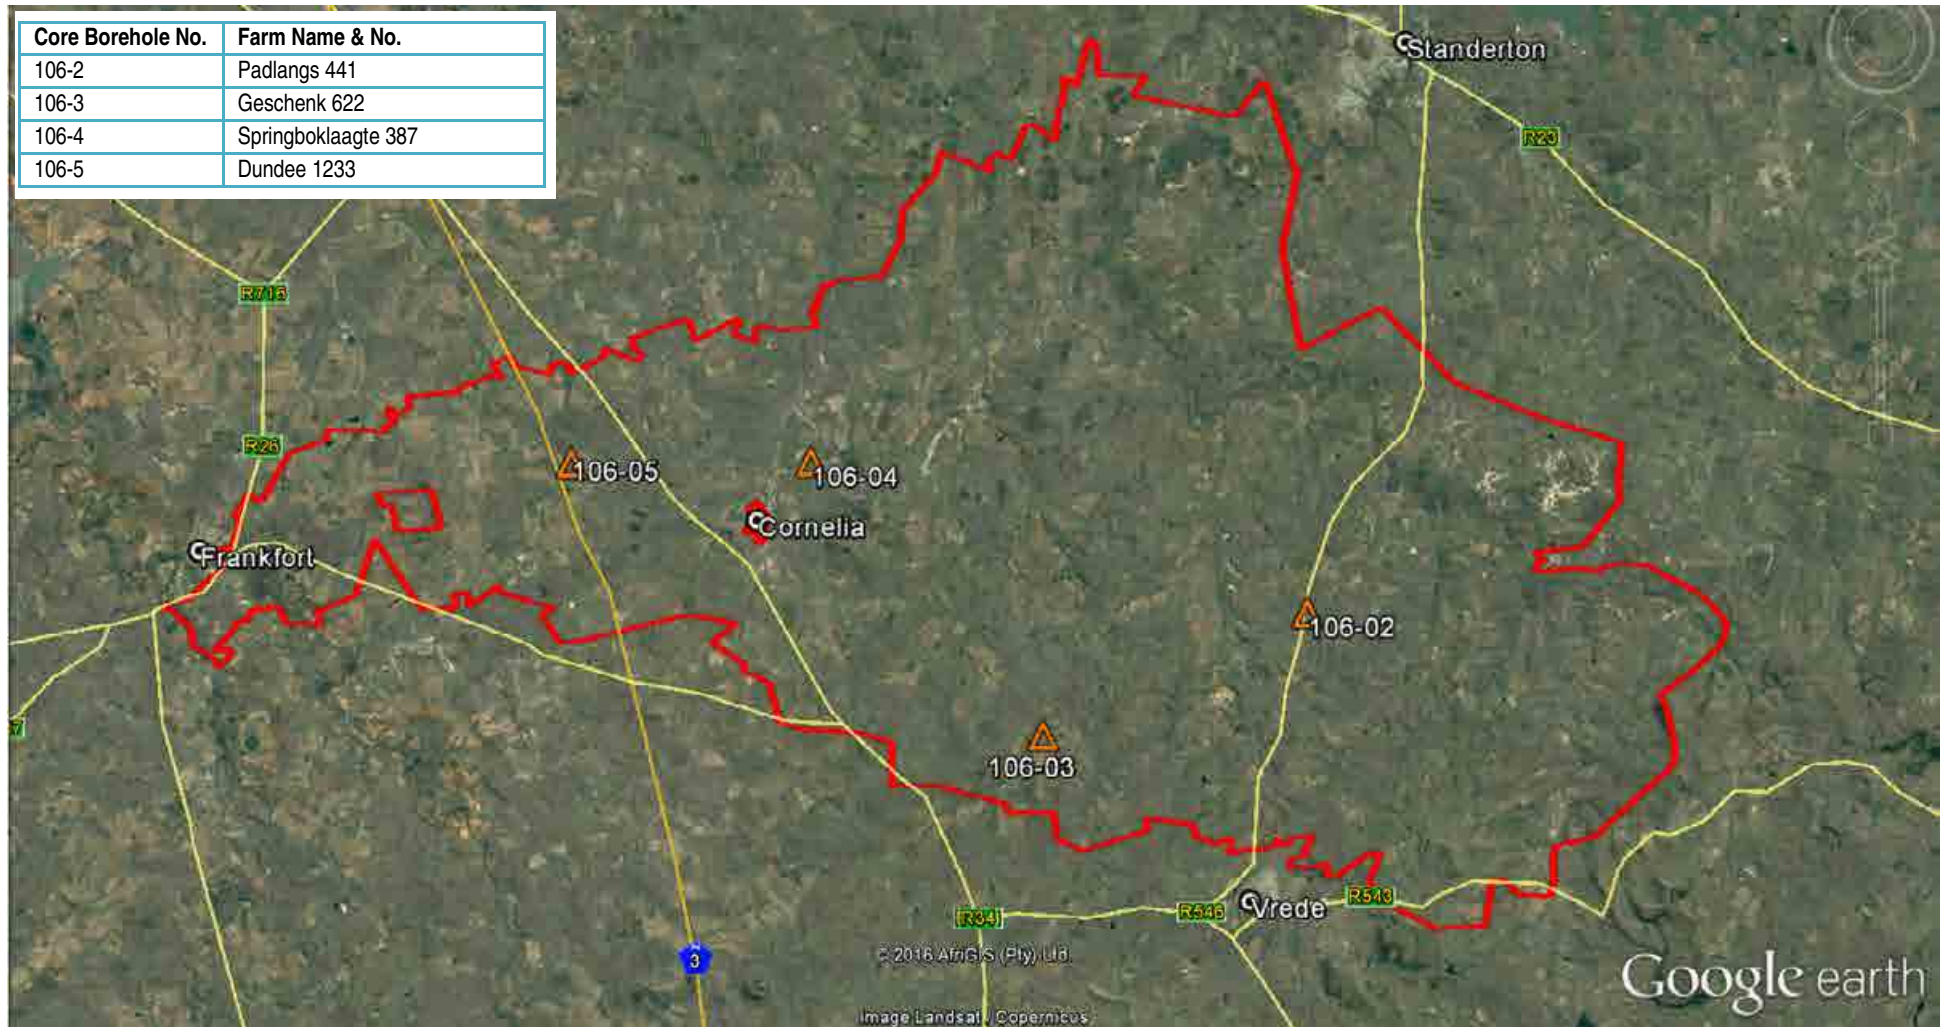 Core Borehole No. Farm Name & No.
106-2 Padlangs 441
106-3 Geschenk 622
106-4 Springboklaagte 387
106-5 Dundee 1233
Standerton
R23
R716
R26
106-05
106-04
Cornelia
Frankfort
106-02
7
106-03
R34
R546
Vrede
R543
N
3
© 2016 AfriGIS (Pty) Ltd.
Google earth
Image Landsat / Copernicus